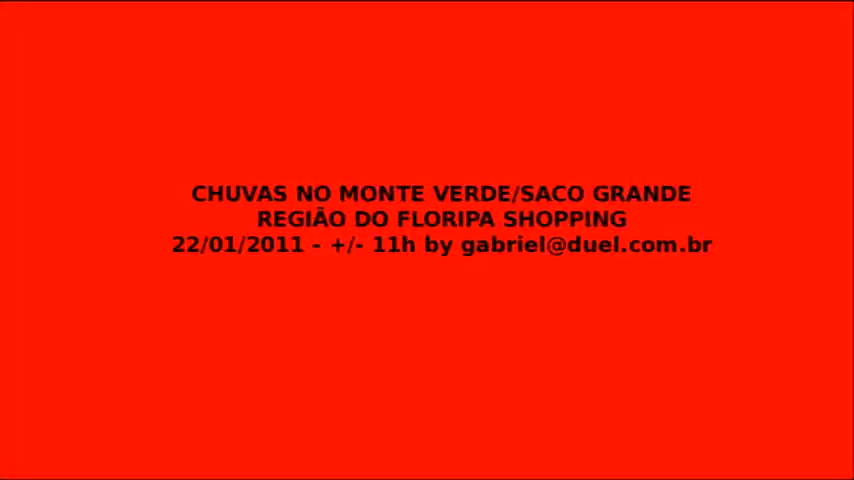 CHUVAS NO MONTE VERDE/SACO GRANDE
REGIÃO DO FLORIPA SHOPPING
22/01/2011 - +/- 11h by gabriel@duel.com.br